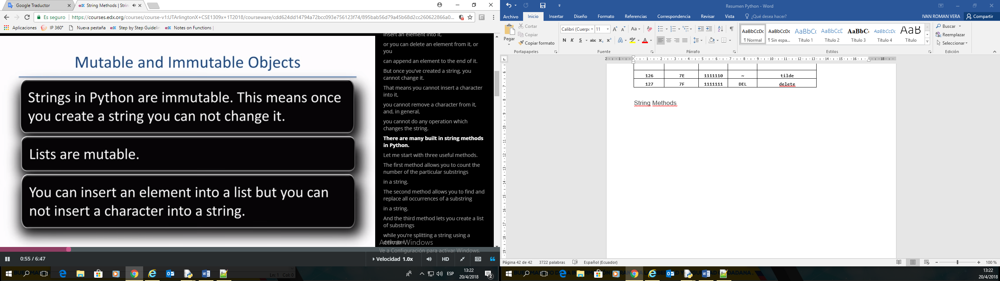 Google Traductor
String Methods | Strin
Es seguro
https://courses.edx.org/courses/course-v1:UTArlingtonX+CSE1309x+1T2018/courseware/cdd624dd14794a72bcc093e756123f74/895bab56d79a45b68d2cc260622866a0...
Aplicaciones
IP 360°
Nueva pestaña
Step by Step Guidelin
Notes on Functions |
Mutable and Immutable Objects
Strings in Python are immutable. This means once
you create a string you can not change it.
Lists are mutable.
You can insert an element into a list but you can
not insert a character into a string.
insert an element into it,
or you can delete an element from it, or
you
can append an element to the end of it.
But once you've created a string, you
cannot change it.
That means you cannot insert a character
into it,
you cannot remove a character from it,
and, in general,
you cannot do any operation which
changes the string.
There are many built in string methods
in Python.
Let me start with three useful methods.
The first method allows you to count the
number of the particular substrings
in a string.
The second method allows you to find and
replace all occurrences of a substring
in a string.
And the third method lets you create a list
of substrings
while you're splitting a string using a
delimiter,
Activar Windows
Ve a Configuración para activar Windows.
0:55 / 6:47
Velocidad 1.0x
HD
Ln: 1 Col: 0
ESP
13:22
20/4/2018
2
Resumen Python - Word
Archivo
Inicio
Insertar
Diseño
Formato
Referencias
Correspondencia
Revisar
Vista
¿Qué desea hacer?
IVAN ROMAN VERA
Compartir
Pegar
Cortar
Copiar
Copiar formato
Portapapeles
Calibri (Cuerpo
11
Aa
N K S abc x₂ x²
Fuente
Párrafo
AaBbCcDc
¶ Normal
AaBbCcDc
¶ Sin espa...
AaBbC(
Título 1
AaBbCcE
Título 2
AaBbC
Título 3
AaBbCcDc
Título 4
AaB
Título
Estilos
Buscar
Reemplazar
Seleccionar
Edición
126 7E 1111110 ~ tilde
127 7F 1111111 DEL delete
String Methods
Página 42 de 42
3722 palabras
Español (Ecuador)
100 %
13:22
20/4/2018